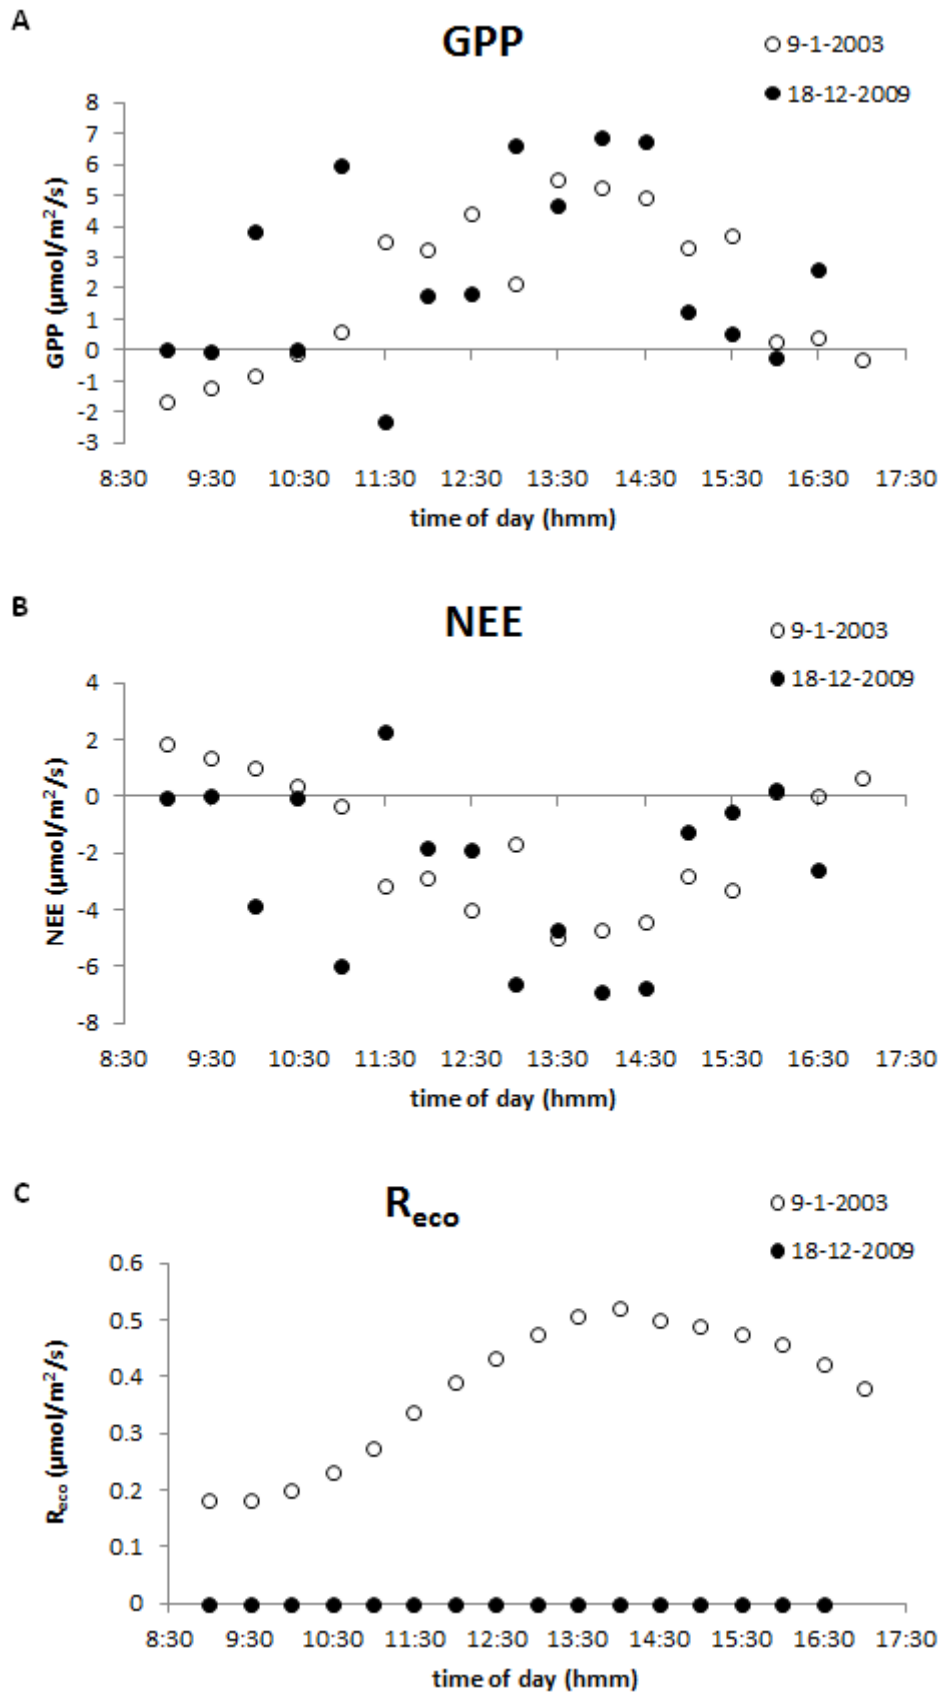 A
GPP
9-1-2003
18-12-2009
8
7
6
5
4
3
2
1
0
-1
-2
-3
GPP (μmol/m²/s)
8:30 9:30 10:30 11:30 12:30 13:30 14:30 15:30 16:30 17:30
time of day (hmm)
B
NEE
9-1-2003
18-12-2009
4
2
0
-2
-4
-6
-8
NEE (μmol/m²/s)
8:30 9:30 10:30 11:30 12:30 13:30 14:30 15:30 16:30 17:30
time of day (hmm)
C
Reco
9-1-2003
18-12-2009
0.6
0.5
0.4
0.3
0.2
0.1
0
Reco (μmol/m²/s)
8:30 9:30 10:30 11:30 12:30 13:30 14:30 15:30 16:30 17:30
time of day (hmm)